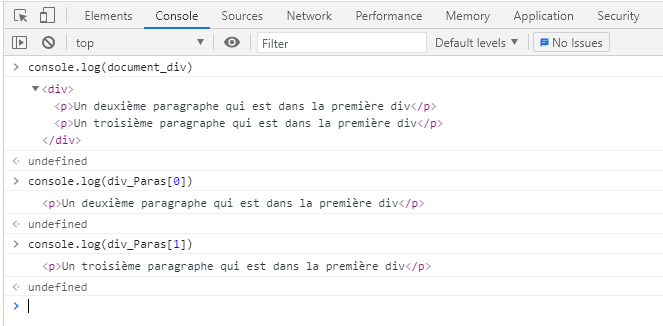 Elements Console Sources Network Performance Memory Application Security
top Filter Default levels No Issues
console.log(document_div)
<div>
<p>Un deuxième paragraphe qui est dans la première div</p>
<p>Un troisième paragraphe qui est dans la première div</p>
</div>
undefined
console.log(div_Paras[0])
<p>Un deuxième paragraphe qui est dans la première div</p>
undefined
console.log(div_Paras[1])
<p>Un troisième paragraphe qui est dans la première div</p>
undefined